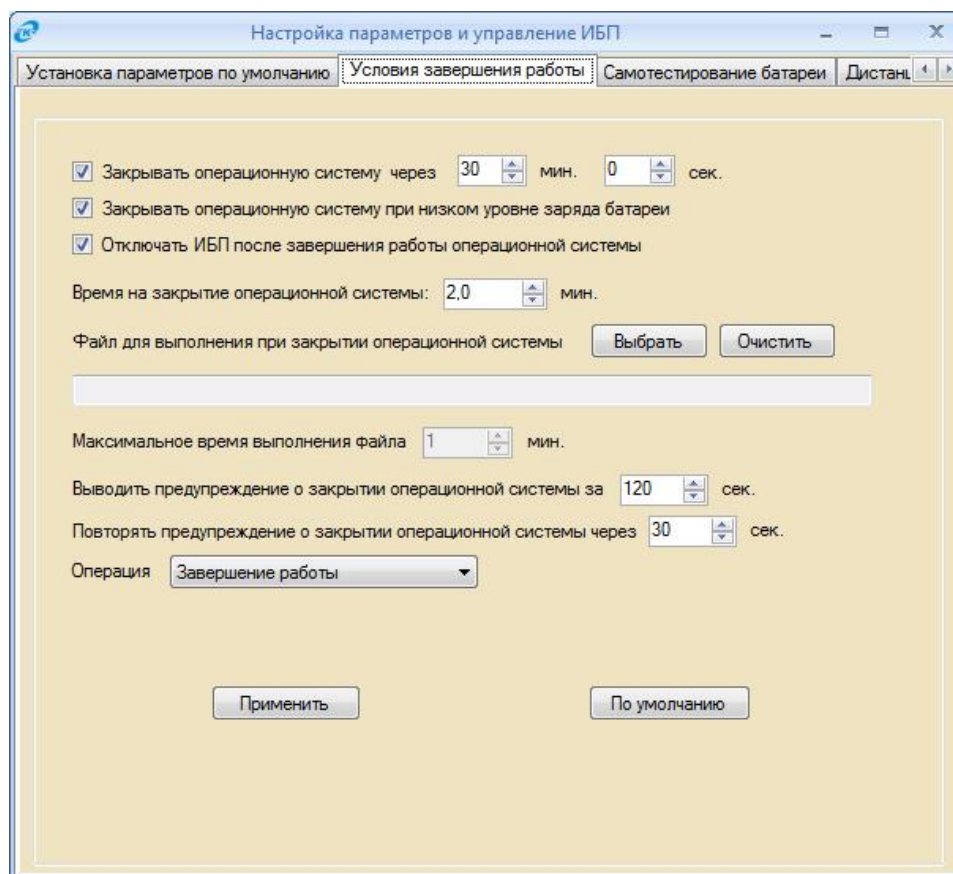 Настройка параметров и управление ИБП
Установка параметров по умолчанию Условия завершения работы Самотестирование батареи Дистанц
Закрывать операционную систему через 30 мин. 0 сек.
Закрывать операционную систему при низком уровне заряда батареи
Отключать ИБП после завершения работы операционной системы
Время на закрытие операционной системы: 2,0 мин.
Файл для выполнения при закрытии операционной системы Выбрать Очистить
Максимальное время выполнения файла 1 мин.
Выводить предупреждение о закрытии операционной системы за 120 сек.
Повторять предупреждение о закрытии операционной системы через 30 сек.
Операция Завершение работы
Применить По умолчанию